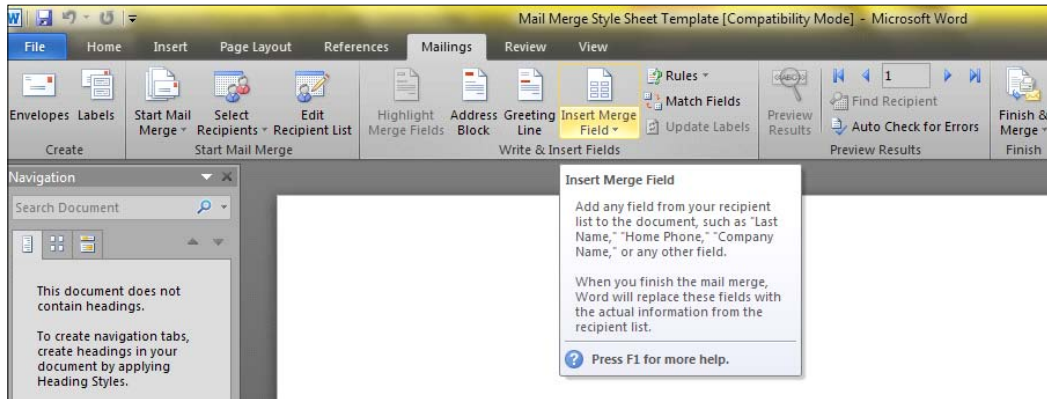 Mail Merge Style Sheet Template [Compatibility Mode] - Microsoft Word
File Home Insert Page Layout References Mailings Review View
Envelopes Labels
Create
Start Mail Merge
Select Recipients
Edit Recipient List
Start Mail Merge
Highlight Merge Fields
Address Block
Greeting Line
Insert Merge Field
Rules
Match Fields
Update Labels
Write & Insert Fields
Preview Results
1
Find Recipient
Auto Check for Errors
Preview Results
Finish & Merge
Finish
Navigation
Search Document
This document does not
contain headings.
To create navigation tabs,
create headings in your
document by applying
Heading Styles.
Insert Merge Field
Add any field from your recipient
list to the document, such as "Last
Name," "Home Phone," "Company
Name," or any other field.
When you finish the mail merge,
Word will replace these fields with
the actual information from the
recipient list.
Press F1 for more help.